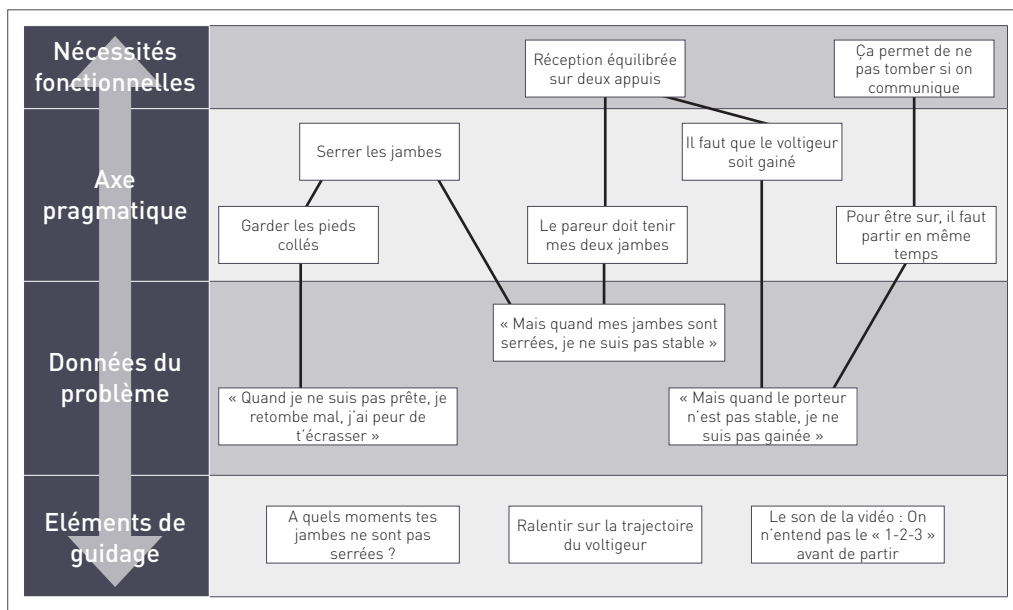 Nécessités
fonctionnelles
Réception équilibrée
sur deux appuis
Ça permet de ne
pas tomber si on
communique
Axe
pragmatique
Serrer les jambes
Il faut que le voltigeur
soit gainé
Garder les pieds
collés
Le pareur doit tenir
mes deux jambes
Pour être sur, il faut
partir en même
temps
Données du
problème
« Mais quand mes jambes sont
serrées, je ne suis pas stable »
« Quand je ne suis pas prête, je
retombe mal, j'ai peur de
t'écrasser »
« Mais quand le porteur
n'est pas stable, je ne
suis pas gainée »
Eléments de
guidage
A quels moments tes
jambes ne sont pas
serrées ?
Ralentir sur la trajectoire
du voltigeur
Le son de la vidéo : On
n'entend pas le « 1-2-3 »
avant de partir